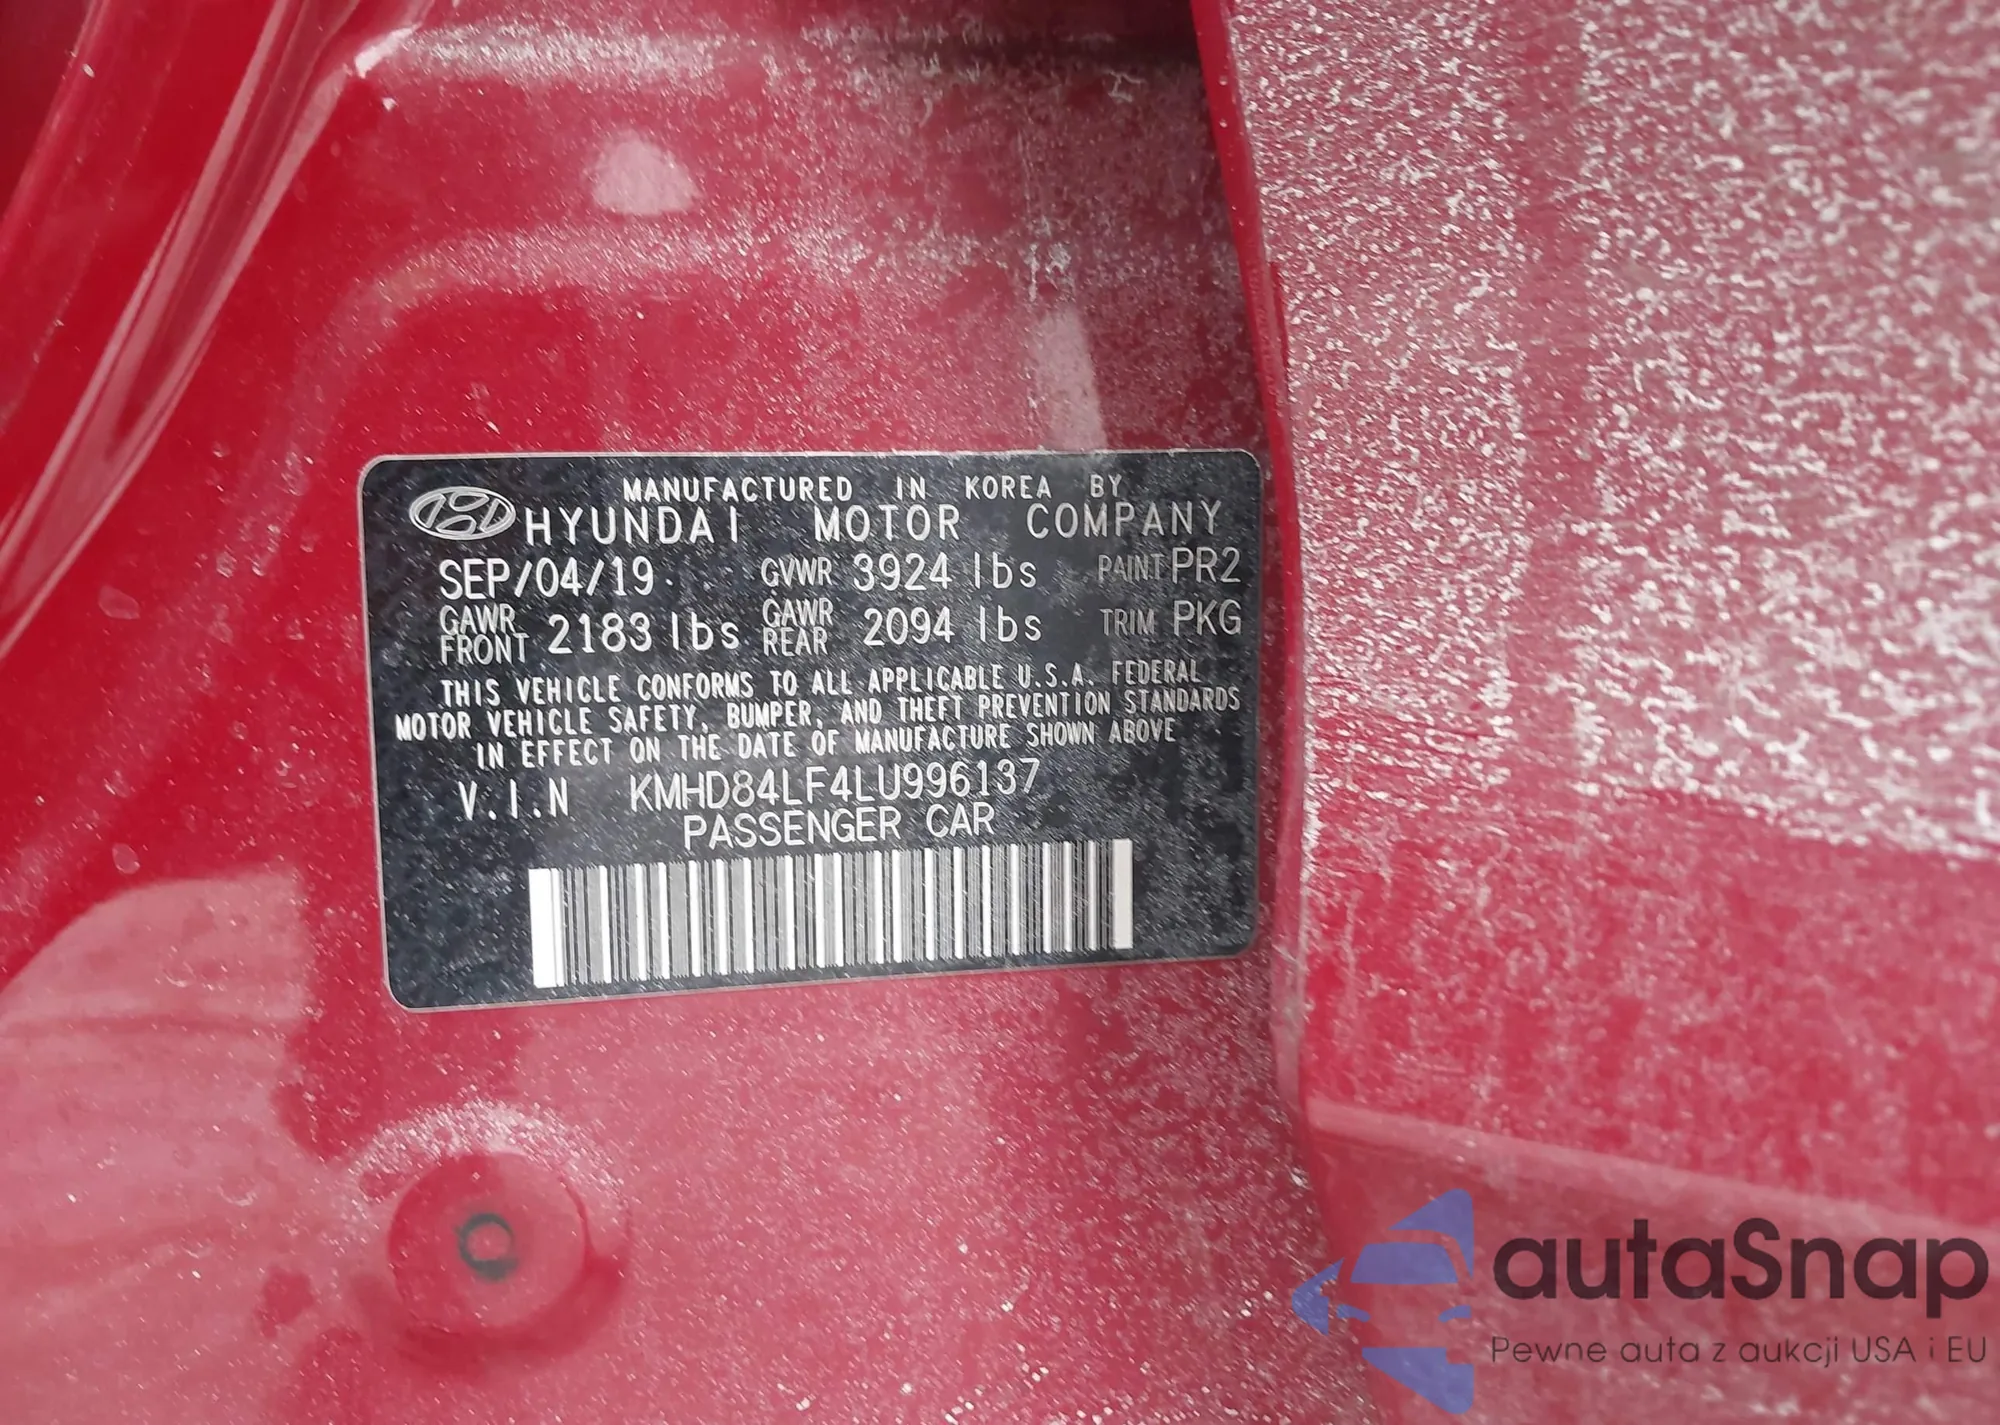 MANUFACTURED IN KOREA BY
HYUNDAI MOTOR COMPANY
SEP/04/19 GVWR 3924 lbs PAINT PR2
GAWR FRONT 2183 lbs GAWR REAR 2094 lbs TRIM PKG
THIS VEHICLE CONFORMS TO ALL APPLICABLE U.S.A. FEDERAL
MOTOR VEHICLE SAFETY, BUMPER, AND THEFT PREVENTION STANDARDS
IN EFFECT ON THE DATE OF MANUFACTURE SHOWN ABOVE
V.I.N KMHD84LF4LU996137
PASSENGER CAR
autaSnap
Pewne auta z aukcji USA i EU